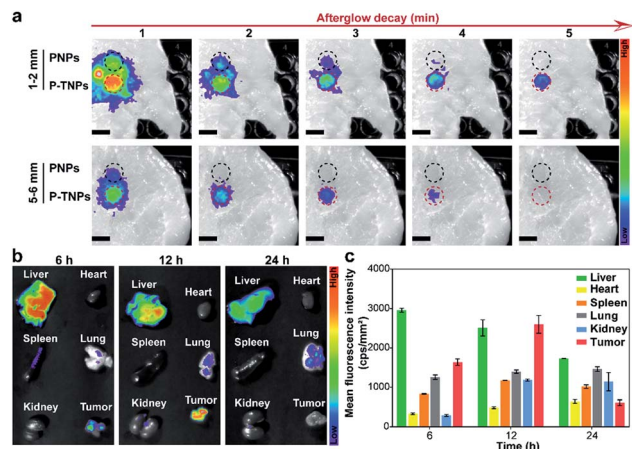 a
Afterglow decay (min)
1 2 3 4 5
1-2 mm
PNPs
P-TNPs
5-6 mm
PNPs
P-TNPs
High
Low
b
6 h 12 h 24 h
Liver Heart Liver Heart Liver Heart
Spleen Lung Spleen Lung Spleen Lung
Kidney Tumor Kidney Tumor Kidney Tumor
High
Low
c
Mean fluorescence intensity
(cps/mm²)
4000
3000
2000
1000
0
Liver
Heart
Spleen
Lung
Kidney
Tumor
6 12 24
Time (h)